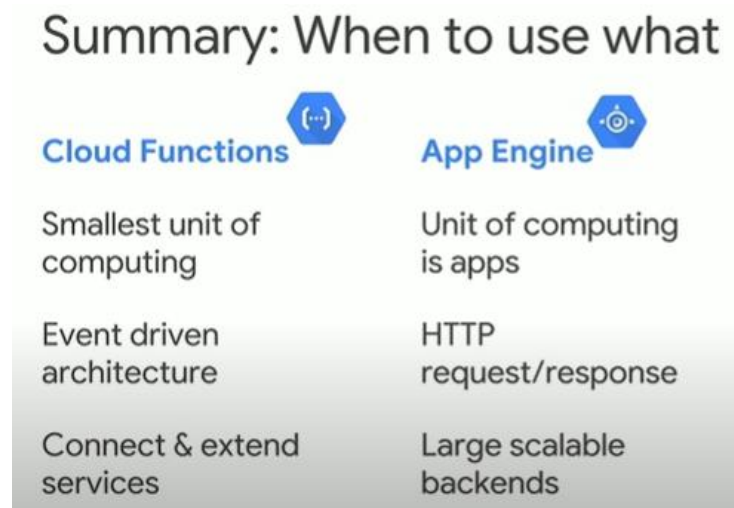 Summary: When to use what
Cloud Functions
Smallest unit of
computing
Event driven
architecture
Connect & extend
services
App Engine
Unit of computing
is apps
HTTP
request/response
Large scalable
backends